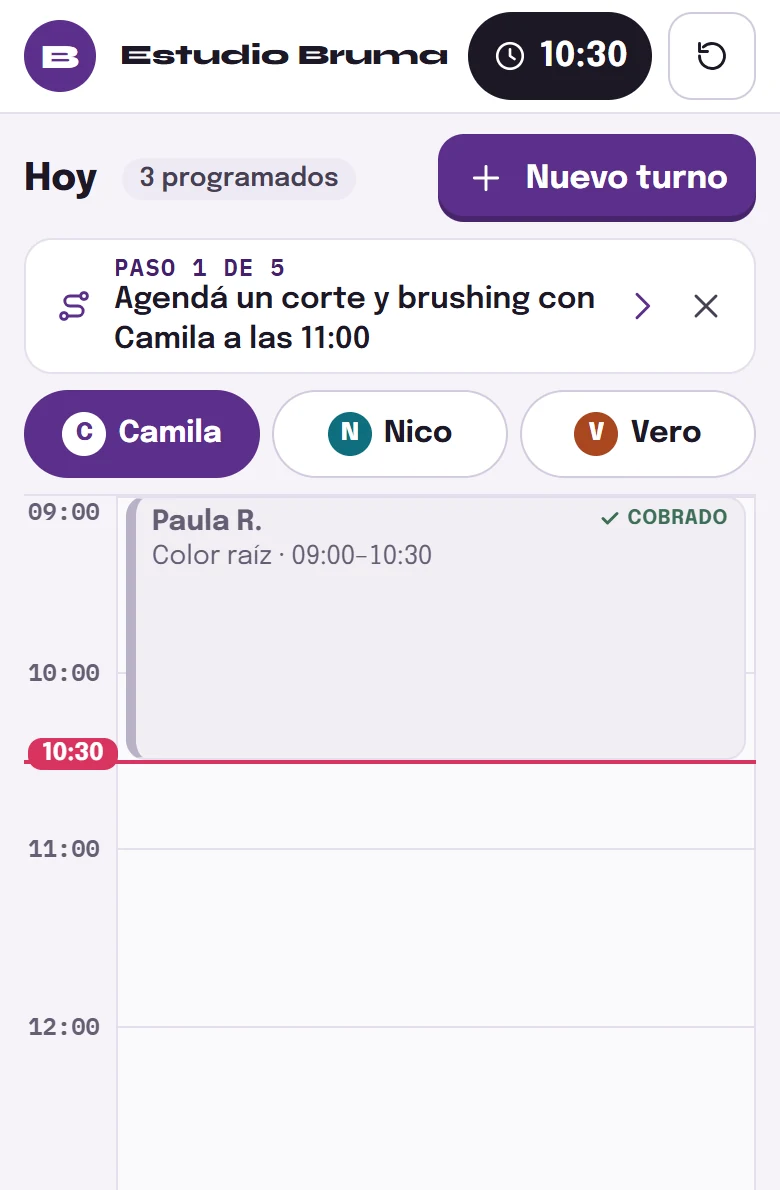 B Estudio Bruma 10:30
Hoy 3 programados + Nuevo turno
PASO 1 DE 5
Agendá un corte y brushing con
Camila a las 11:00
C Camila N Nico V Vero
09:00 Paula R. ✓ COBRADO
Color raíz · 09:00–10:30
10:00
10:30
11:00
12:00